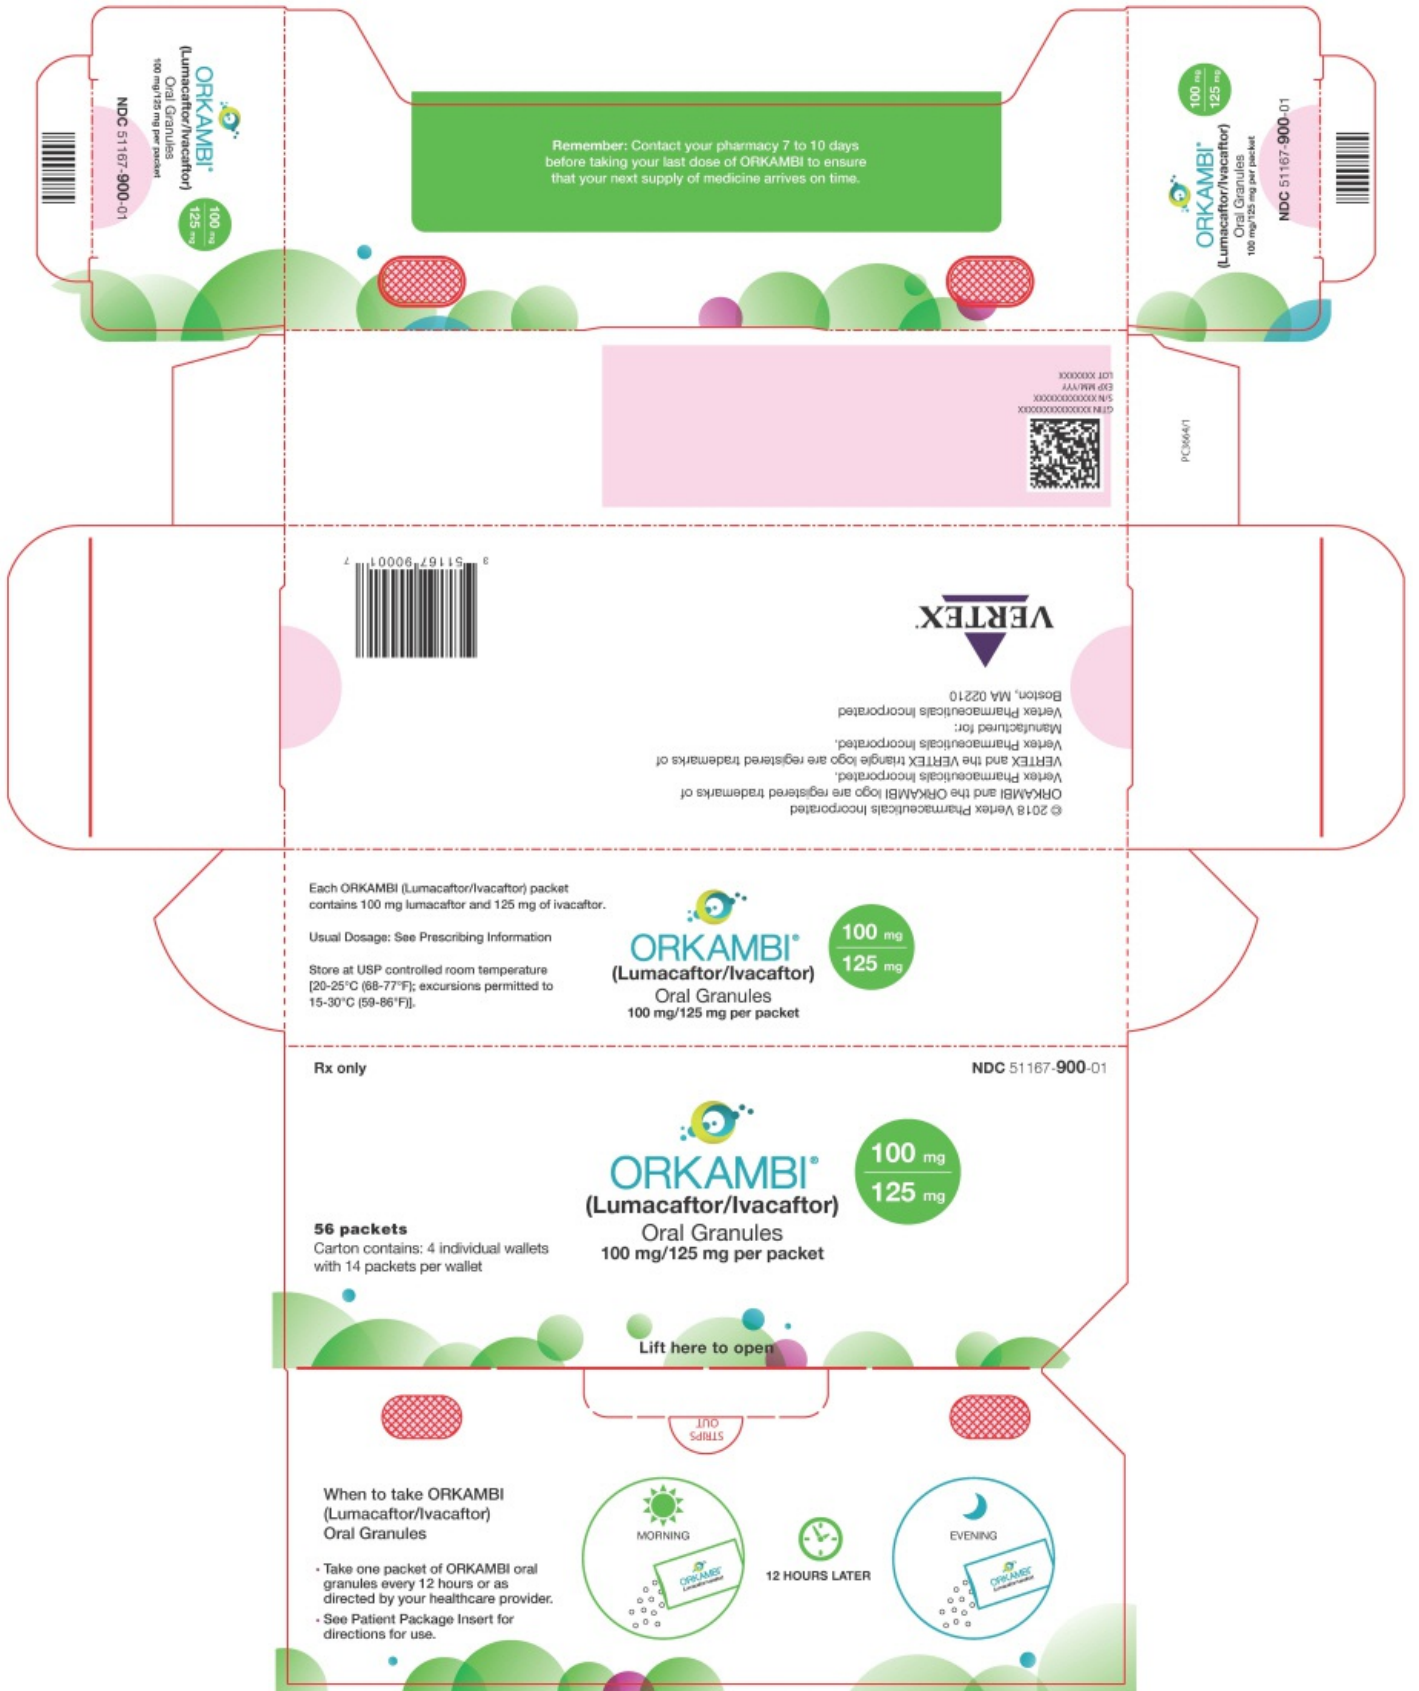 ORKAMBI®
(Lumacaftor/Ivacaftor)
Oral Granules
100 mg/125 mg per packet
NDC 51167-900-01
100 mg
125 mg
Remember: Contact your pharmacy 7 to 10 days
before taking your last dose of ORKAMBI to ensure
that your next supply of medicine arrives on time.
100 mg
125 mg
ORKAMBI®
(Lumacaftor/Ivacaftor)
Oral Granules
100 mg/125 mg per packet
NDC 51167-900-01
GTIN XXXXXXXXXXXXXXX
S/N XXXXXXXXXXXXX
EXP MM/YYY
LOT XXXXXXX
PC3664/1
3 51167 90001 7
© 2018 Vertex Pharmaceuticals Incorporated
ORKAMBI and the ORKAMBI logo are registered trademarks of
Vertex Pharmaceuticals Incorporated.
VERTEX and the VERTEX triangle logo are registered trademarks of
Vertex Pharmaceuticals Incorporated.
Manufactured for:
Vertex Pharmaceuticals Incorporated
Boston, MA 02210
VERTEX
Each ORKAMBI (Lumacaftor/Ivacaftor) packet
contains 100 mg lumacaftor and 125 mg of ivacaftor.
Usual Dosage: See Prescribing Information
Store at USP controlled room temperature
[20-25°C (68-77°F); excursions permitted to
15-30°C (59-86°F)].
ORKAMBI®
(Lumacaftor/Ivacaftor)
Oral Granules
100 mg/125 mg per packet
100 mg
125 mg
Rx only
NDC 51167-900-01
ORKAMBI®
(Lumacaftor/Ivacaftor)
Oral Granules
100 mg/125 mg per packet
100 mg
125 mg
56 packets
Carton contains: 4 individual wallets
with 14 packets per wallet
Lift here to open
STRIPS
OUT
When to take ORKAMBI
(Lumacaftor/Ivacaftor)
Oral Granules
• Take one packet of ORKAMBI oral
granules every 12 hours or as
directed by your healthcare provider.
• See Patient Package Insert for
directions for use.
MORNING
ORKAMBI®
(Lumacaftor/Ivacaftor)
12 HOURS LATER
EVENING
ORKAMBI®
(Lumacaftor/Ivacaftor)